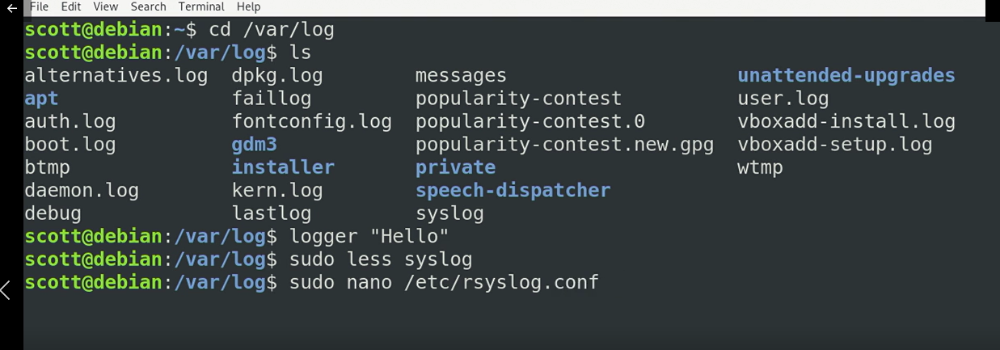 File Edit View Search Terminal Help
scott@debian:~$ cd /var/log
scott@debian:/var/log$ ls
alternatives.log dpkg.log messages unattended-upgrades
apt faillog popularity-contest user.log
auth.log fontconfig.log popularity-contest.0 vboxadd-install.log
boot.log gdm3 popularity-contest.new.gpg vboxadd-setup.log
btmp installer private wtmp
daemon.log kern.log speech-dispatcher
debug lastlog syslog
scott@debian:/var/log$ logger "Hello"
scott@debian:/var/log$ sudo less syslog
scott@debian:/var/log$ sudo nano /etc/rsyslog.conf